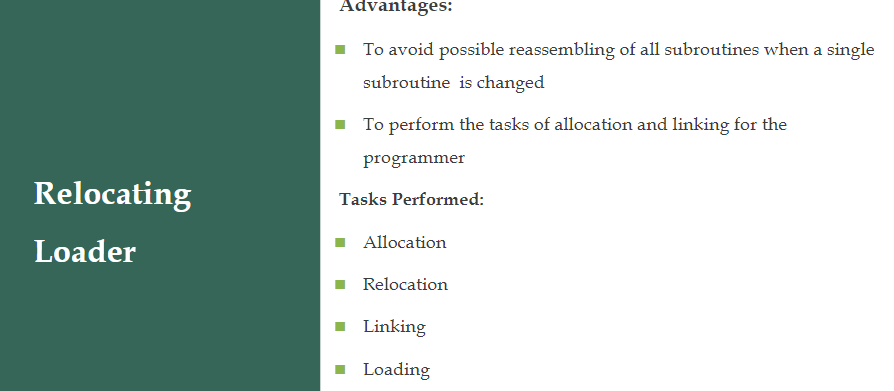 Relocating
Loader
Advantages:
To avoid possible reassembling of all subroutines when a single
subroutine is changed
To perform the tasks of allocation and linking for the
programmer
Tasks Performed:
Allocation
Relocation
Linking
Loading